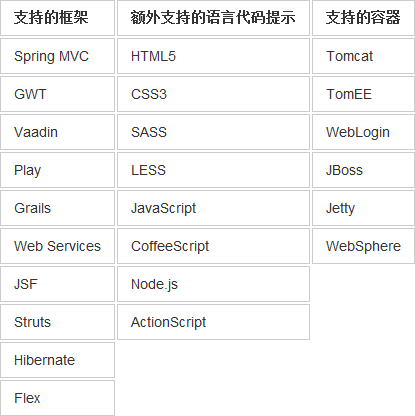 支持的框架 额外支持的语言代码提示 支持的容器
Spring MVC HTML5 Tomcat
GWT CSS3 TomEE
Vaadin SASS WebLogin
Play LESS JBoss
Grails JavaScript Jetty
Web Services CoffeeScript WebSphere
JSF Node.js
Struts ActionScript
Hibernate
Flex